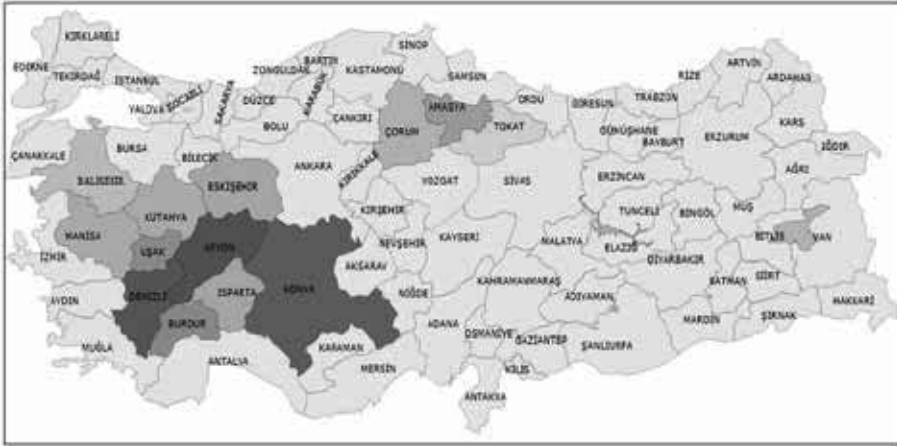 KIRKLARELİ
EDİRNE
TEKİRDAĞ
İSTANBUL
YALOVA
KOCAELİ
SAKARYA
DÜZCE
ZONGULDAK
BARTIN
KARABÜK
KASTAMONU
SİNOP
SAMSUN
ORDU
GİRESUN
TRABZON
RİZE
ARTVİN
ARDAHAN
KARS
IĞDIR
AĞRI
ERZURUM
BAYBURT
GÜMÜŞHANE
ÇANAKKALE
BURSA
BİLECİK
BOLU
ÇANKIRI
ÇORUM
AMASYA
TOKAT
BALIKESİR
KÜTAHYA
ESKİŞEHİR
ANKARA
KIRIKKALE
YOZGAT
SİVAS
ERZİNCAN
TUNCELİ
BİNGÖL
MUŞ
BİTLİS
VAN
MANİSA
UŞAK
AFYON
KIRŞEHİR
NEVŞEHİR
KAYSERİ
MALATYA
ELAZIĞ
DİYARBAKIR
BATMAN
SİİRT
HAKKARİ
ŞIRNAK
MARDİN
İZMİR
AYDIN
DENİZLİ
ISPARTA
BURDUR
KONYA
AKSARAY
NİĞDE
KAHRAMANMARAŞ
ADIYAMAN
ŞANLIURFA
MUĞLA
ANTALYA
KARAMAN
MERSİN
ADANA
OSMANİYE
GAZİANTEP
KİLİS
ANTAKYA